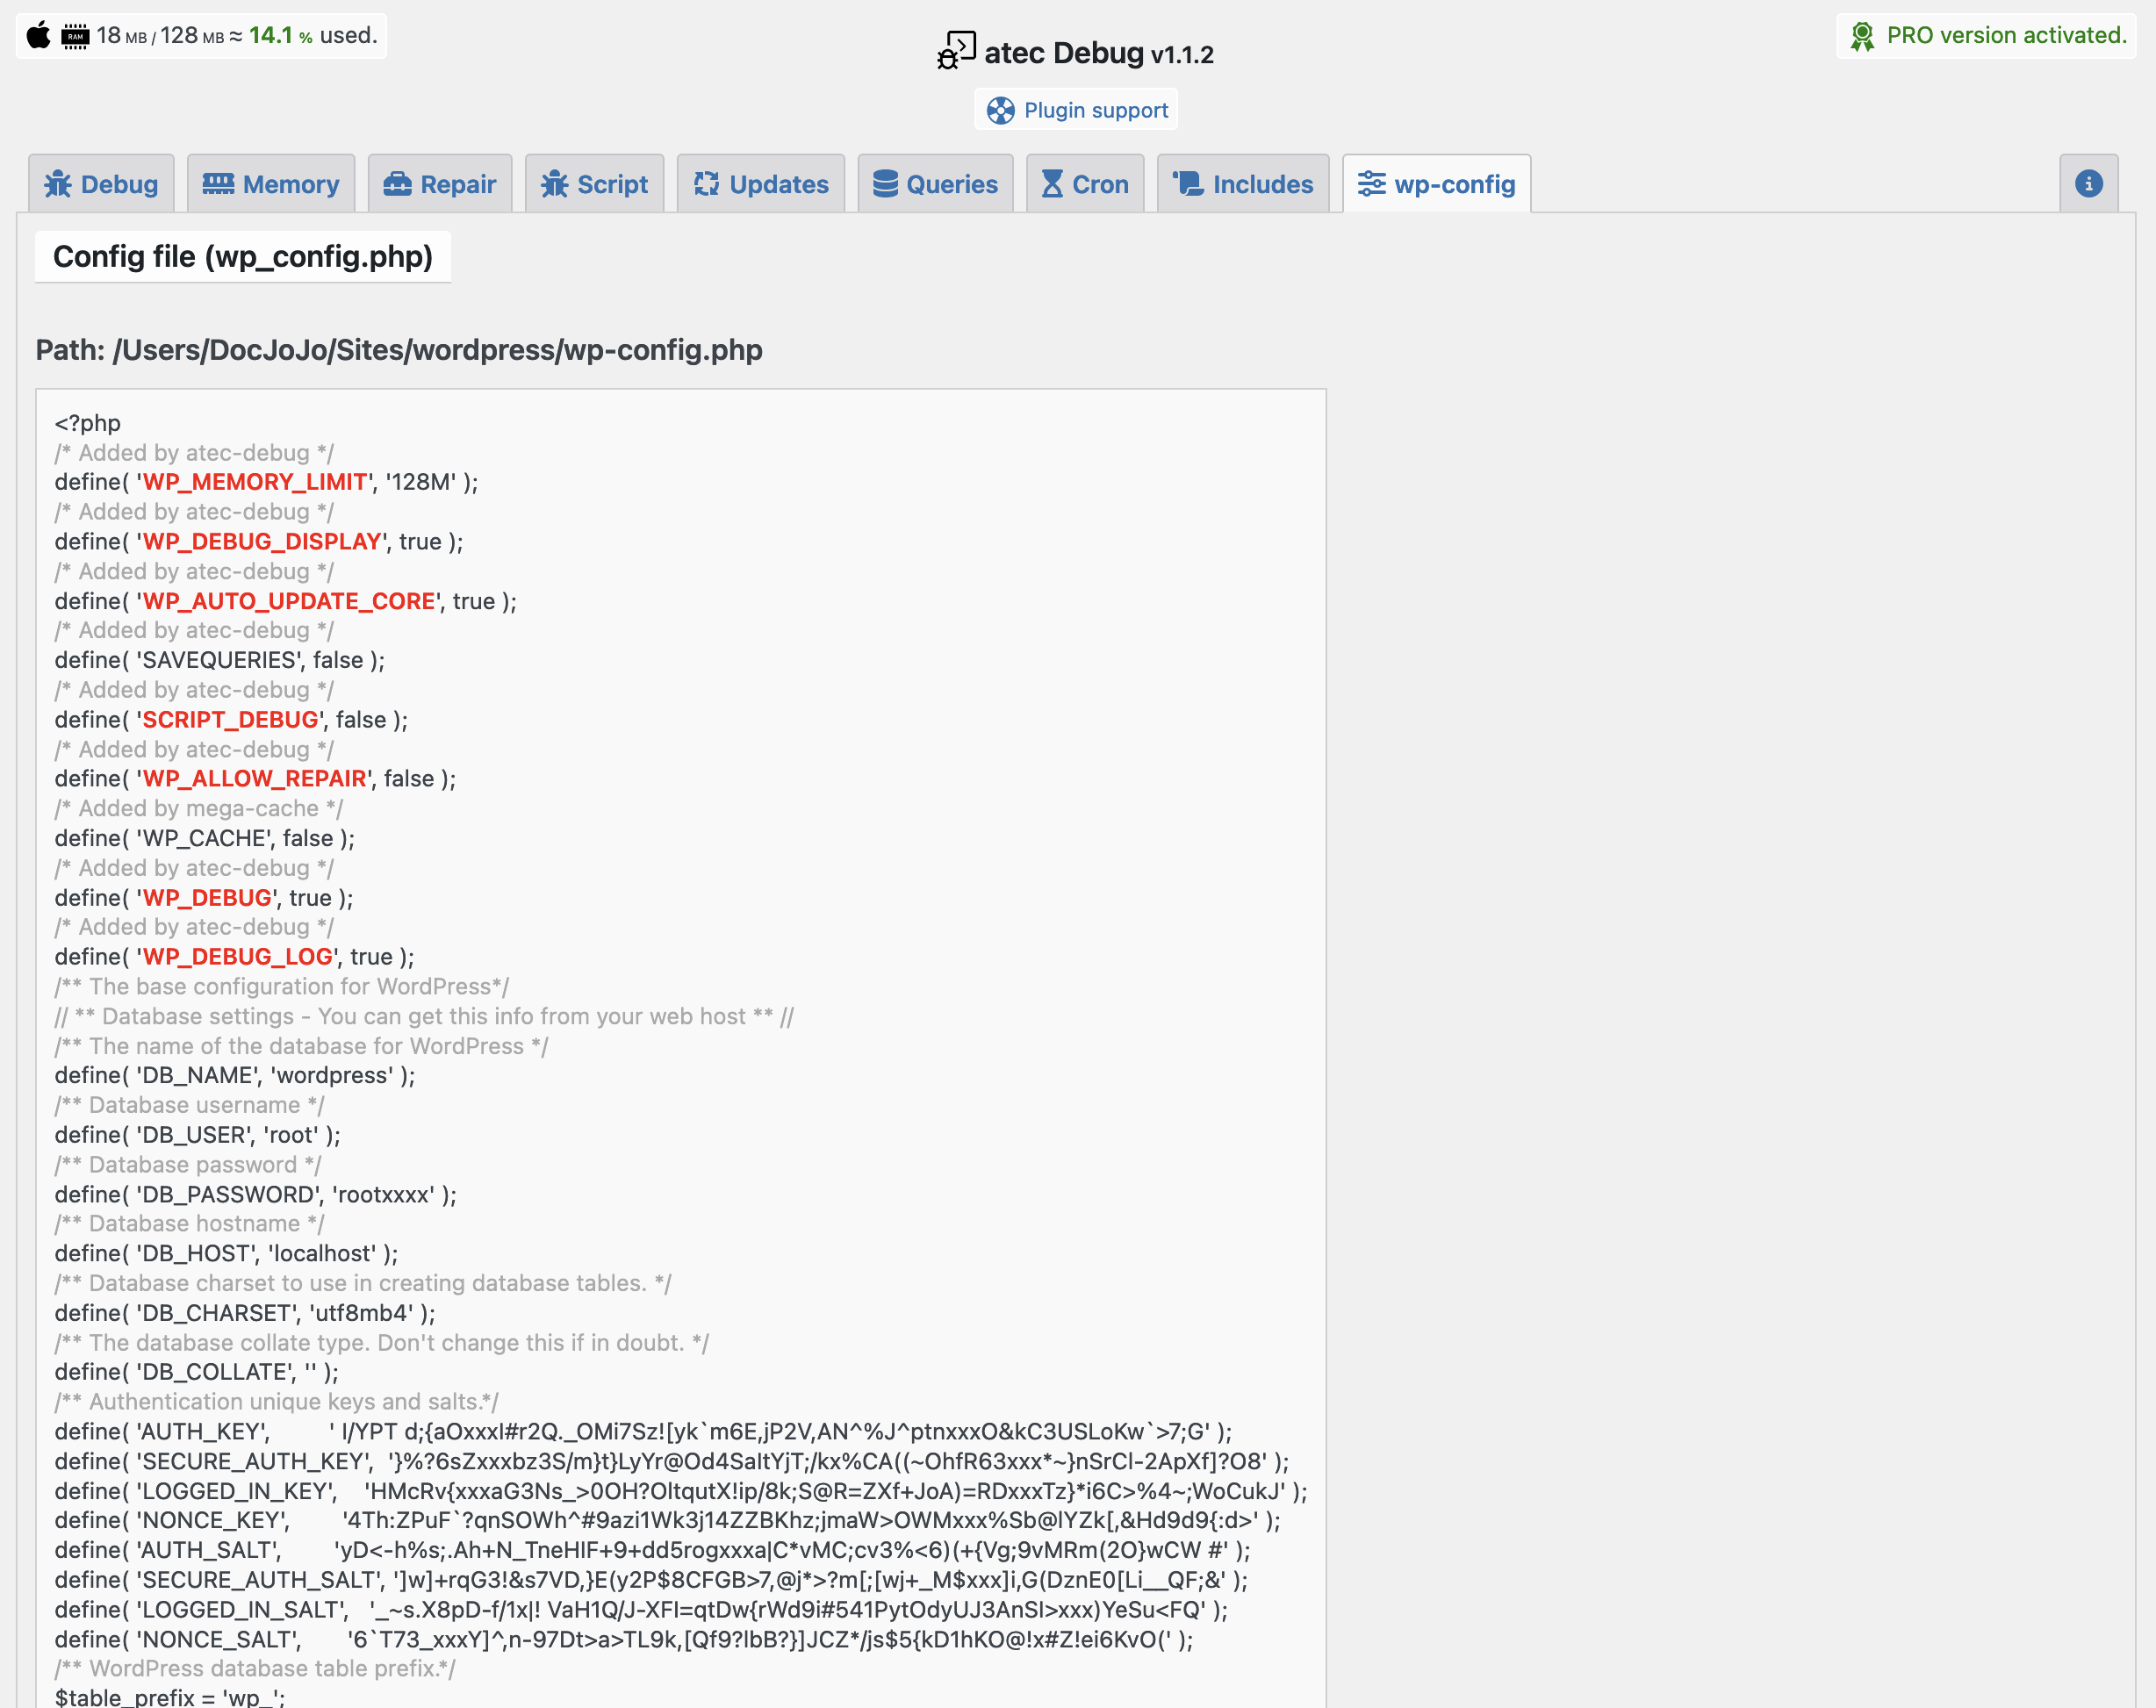 18 MB / 128 MB ≈ 14.1 % used.
RAM
atec Debug v1.1.2
PRO version activated.
Plugin support
Debug Memory Repair Script Updates Queries Cron Includes wp-config
Config file (wp_config.php)
Path: /Users/DocJoJo/Sites/wordpress/wp-config.php
<?php
/* Added by atec-debug */
define( 'WP_MEMORY_LIMIT', '128M' );
/* Added by atec-debug */
define( 'WP_DEBUG_DISPLAY', true );
/* Added by atec-debug */
define( 'WP_AUTO_UPDATE_CORE', true );
/* Added by atec-debug */
define( 'SAVEQUERIES', false );
/* Added by atec-debug */
define( 'SCRIPT_DEBUG', false );
/* Added by atec-debug */
define( 'WP_ALLOW_REPAIR', false );
/* Added by mega-cache */
define( 'WP_CACHE', false );
/* Added by atec-debug */
define( 'WP_DEBUG', true );
/* Added by atec-debug */
define( 'WP_DEBUG_LOG', true );
/** The base configuration for WordPress*/
// ** Database settings - You can get this info from your web host ** //
/** The name of the database for WordPress */
define( 'DB_NAME', 'wordpress' );
/** Database username */
define( 'DB_USER', 'root' );
/** Database password */
define( 'DB_PASSWORD', 'rootxxxx' );
/** Database hostname */
define( 'DB_HOST', 'localhost' );
/** Database charset to use in creating database tables. */
define( 'DB_CHARSET', 'utf8mb4' );
/** The database collate type. Don't change this if in doubt. */
define( 'DB_COLLATE', '' );
/** Authentication unique keys and salts.*/
define( 'AUTH_KEY', ' I/YPT d;{aOxxxI#r2Q._OMi7Sz![yk`m6E,jP2V,AN^%J^ptnxxxO&kC3USLoKw`>7;G' );
define( 'SECURE_AUTH_KEY', '}%?6sZxxxbz3S/m}t}LyYr@Od4SaItYjT;/kx%CA((~OhfR63xxx*~}nSrCl-2ApXf]?O8' );
define( 'LOGGED_IN_KEY', 'HMcRv{xxxaG3Ns_>0OH?OltqutX!ip/8k;S@R=ZXf+JoA)=RDxxxTz}*i6C>%4~;WoCukJ' );
define( 'NONCE_KEY', '4Th:ZPuF`?qnSOWh^#9azi1Wk3j14ZZBKhz;jmaW>OWMxxx%Sb@lYZk[,&Hd9d9{:d>' );
define( 'AUTH_SALT', 'yD<-h%s;.Ah+N_TneHIF+9+dd5rogxxxa|C*vMC;cv3%<6)(+{Vg;9vMRm(2O}wCW #' );
define( 'SECURE_AUTH_SALT', ']w]+rqG3!&s7VD,}E(y2P$8CFGB>7,@j*>?m[;[wj+_M$xxx]i,G(DznE0[Li__QF;&' );
define( 'LOGGED_IN_SALT', '_~s.X8pD-f/1x|! VaH1Q/J-XFI=qtDw{rWd9i#541PytOdyUJ3AnSI>xxx)YeSu<FQ' );
define( 'NONCE_SALT', '6`T73_xxxY]^,n-97Dt>a>TL9k,[Qf9?lbB?}]JCZ*/js$5{kD1hKO@!x#Z!ei6KvO(' );
/** WordPress database table prefix.*/
$table_prefix = 'wp_';